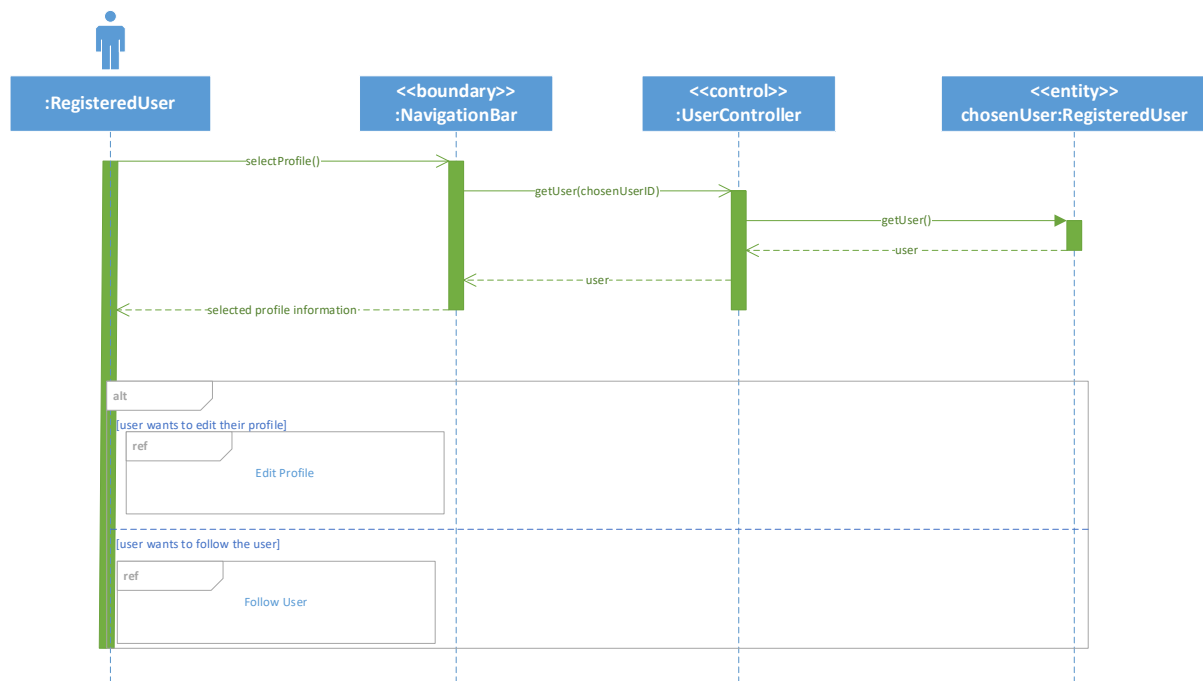 :RegisteredUser
<<boundary>>
:NavigationBar
<<control>>
:UserController
<<entity>>
chosenUser:RegisteredUser
selectProfile()
getUser(chosenUserID)
getUser()
user
user
selected profile information
alt
[user wants to edit their profile]
ref
Edit Profile
[user wants to follow the user]
ref
Follow User